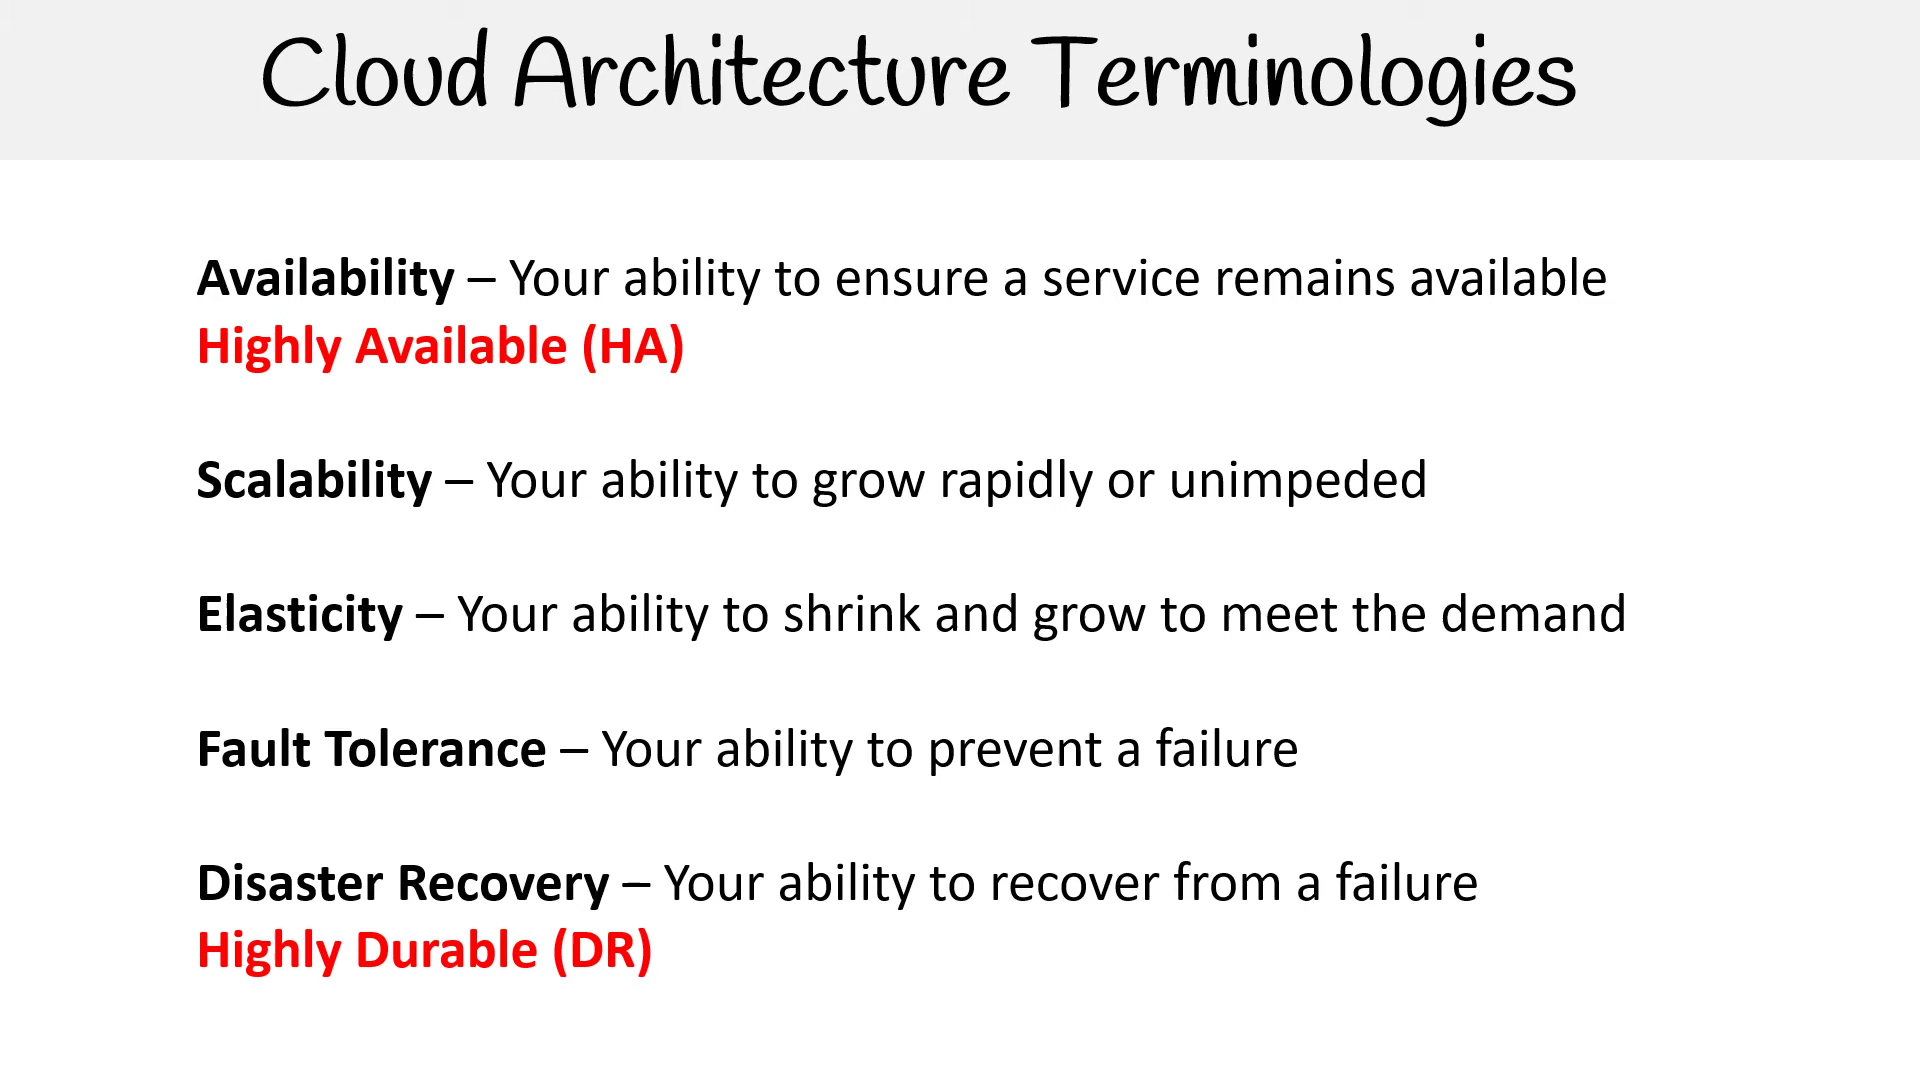 Cloud Architecture Terminologies
Availability – Your ability to ensure a service remains available
Highly Available (HA)
Scalability – Your ability to grow rapidly or unimpeded
Elasticity – Your ability to shrink and grow to meet the demand
Fault Tolerance – Your ability to prevent a failure
Disaster Recovery – Your ability to recover from a failure
Highly Durable (DR)